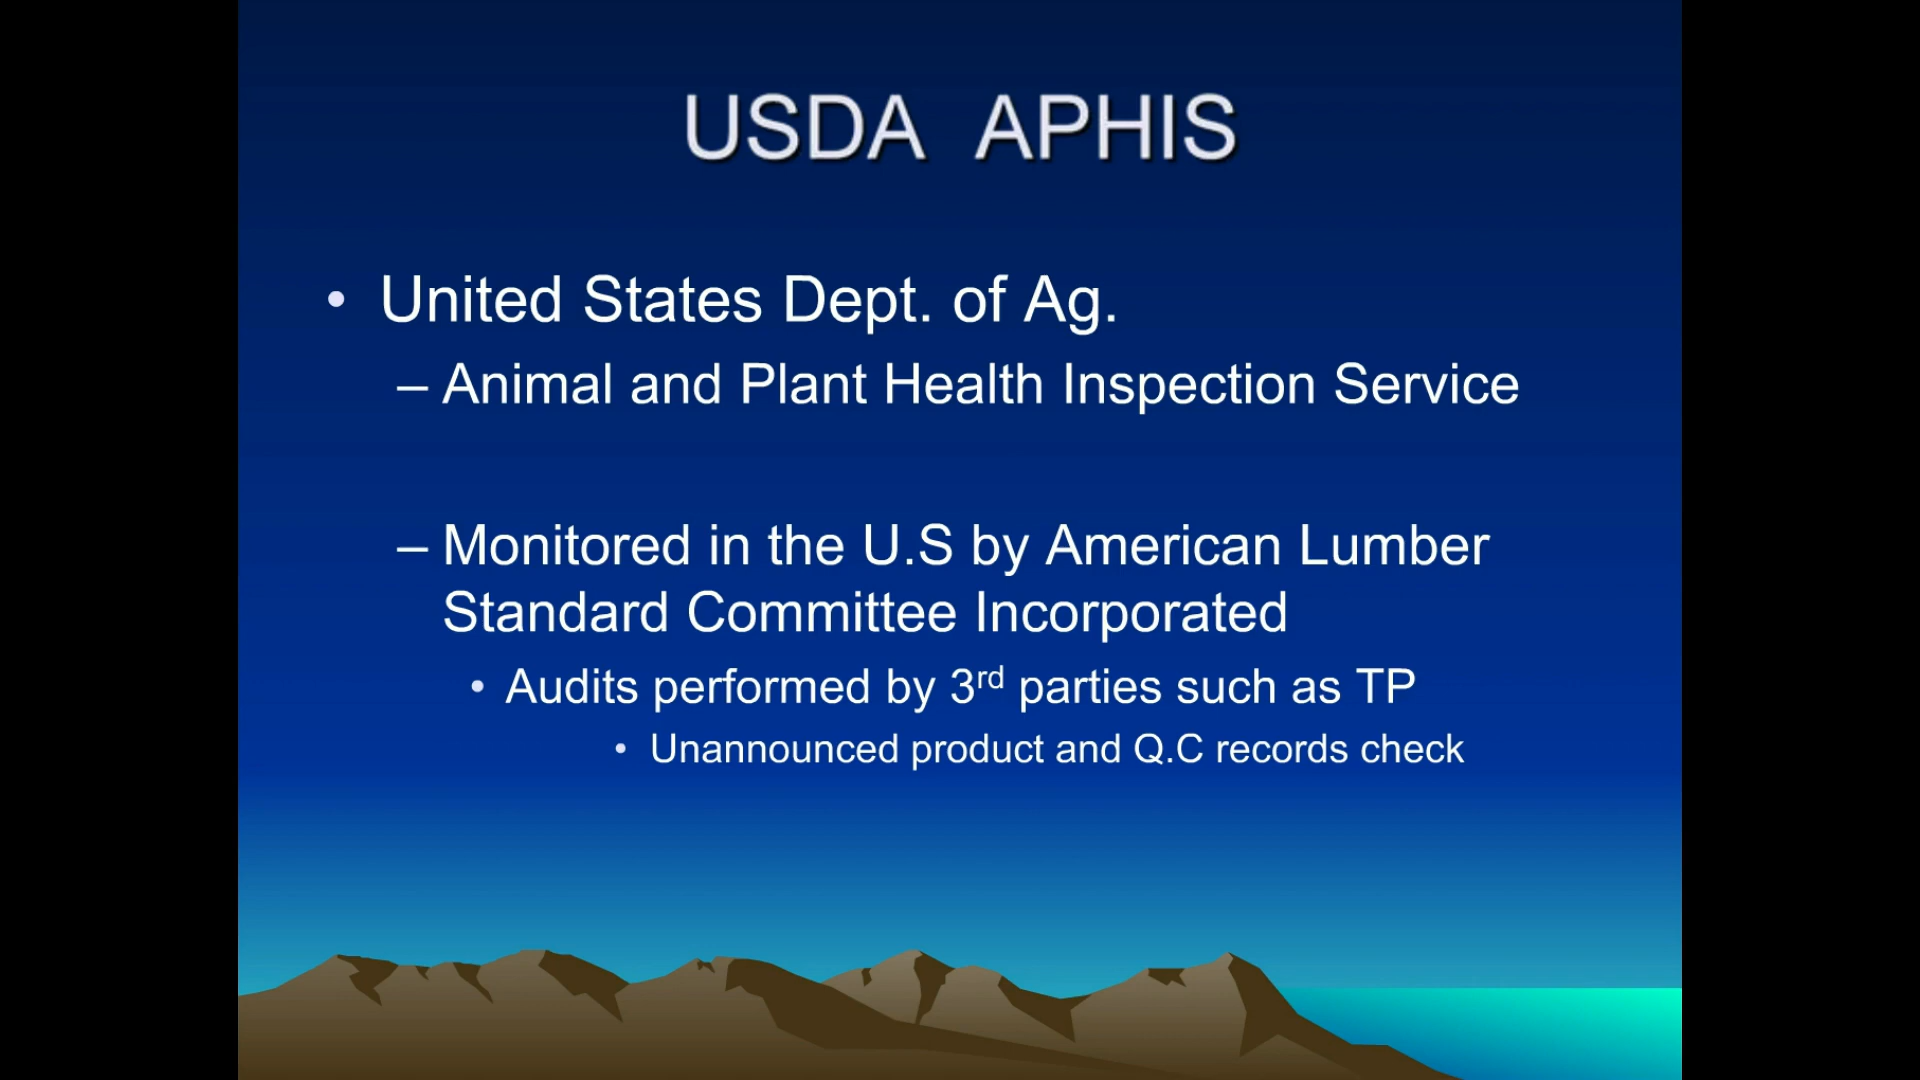 USDA APHIS
• United States Dept. of Ag.
– Animal and Plant Health Inspection Service
– Monitored in the U.S by American Lumber
Standard Committee Incorporated
• Audits performed by 3rd parties such as TP
• Unannounced product and Q.C records check